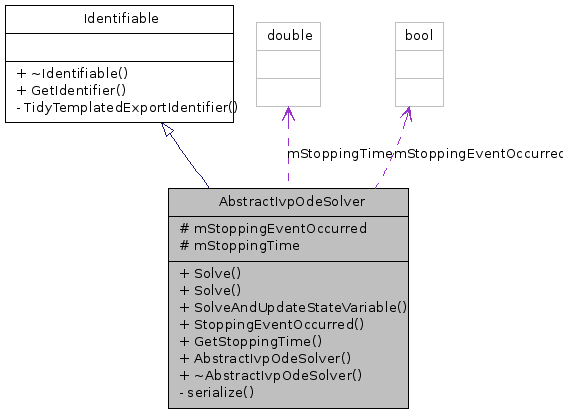 Identifiable
+ ~Identifiable()
+ GetIdentifier()
- TidyTemplatedExportIdentifier()
double
bool
mStoppingTime
mStoppingEventOccurred
AbstractIvpOdeSolver
# mStoppingEventOccurred
# mStoppingTime
+ Solve()
+ Solve()
+ SolveAndUpdateStateVariable()
+ StoppingEventOccurred()
+ GetStoppingTime()
+ AbstractIvpOdeSolver()
+ ~AbstractIvpOdeSolver()
- serialize()